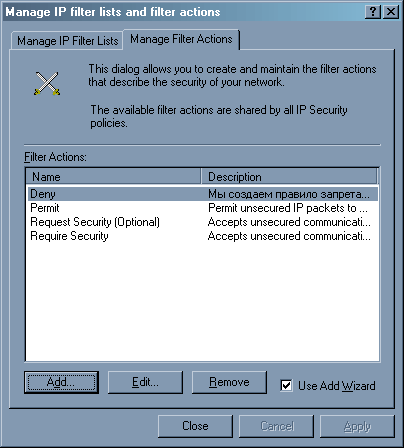 Manage IP filter lists and filter actions
Manage IP Filter Lists Manage Filter Actions
This dialog allows you to create and maintain the filter actions
that describe the security of your network.
The available filter actions are shared by all IP Security
policies.
Filter Actions:
Name Description
Deny Мы создаем правило запрета...
Permit Permit unsecured IP packets to ...
Request Security (Optional) Accepts unsecured communicati...
Require Security Accepts unsecured communicati...
Add... Edit... Remove Use Add Wizard
Close Cancel Apply